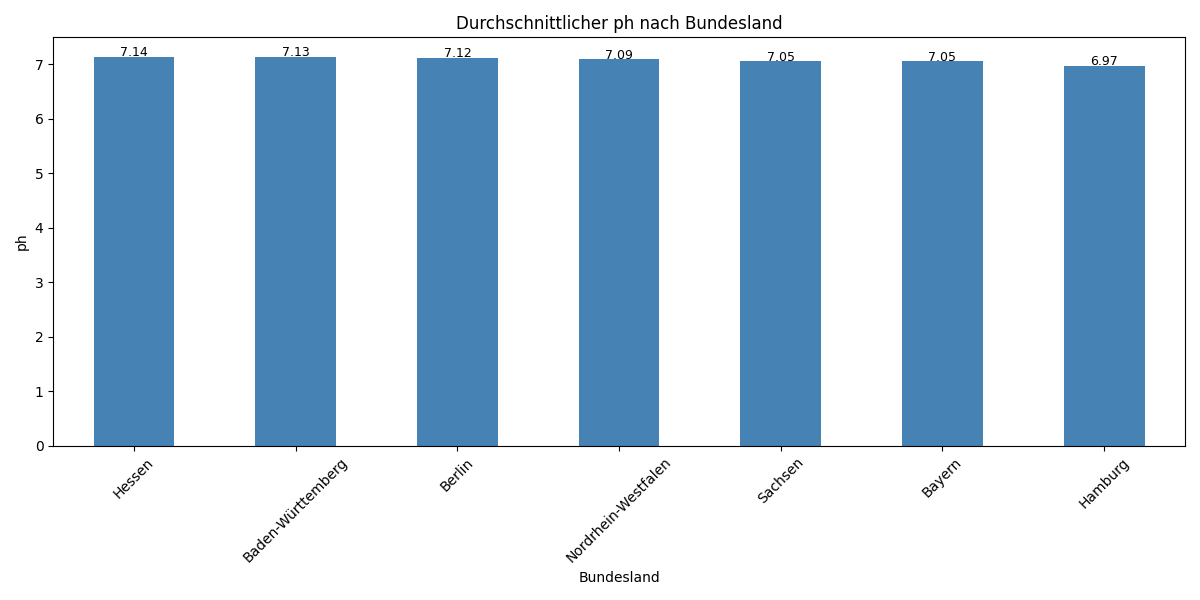 Durchschnittlicher ph nach Bundesland
7.14 7.13 7.12 7.09 7.05 7.05 6.97
7
6
5
4
3
2
1
0
ph
Hessen Baden-Württemberg Berlin Nordrhein-Westfalen Sachsen Bayern Hamburg
Bundesland